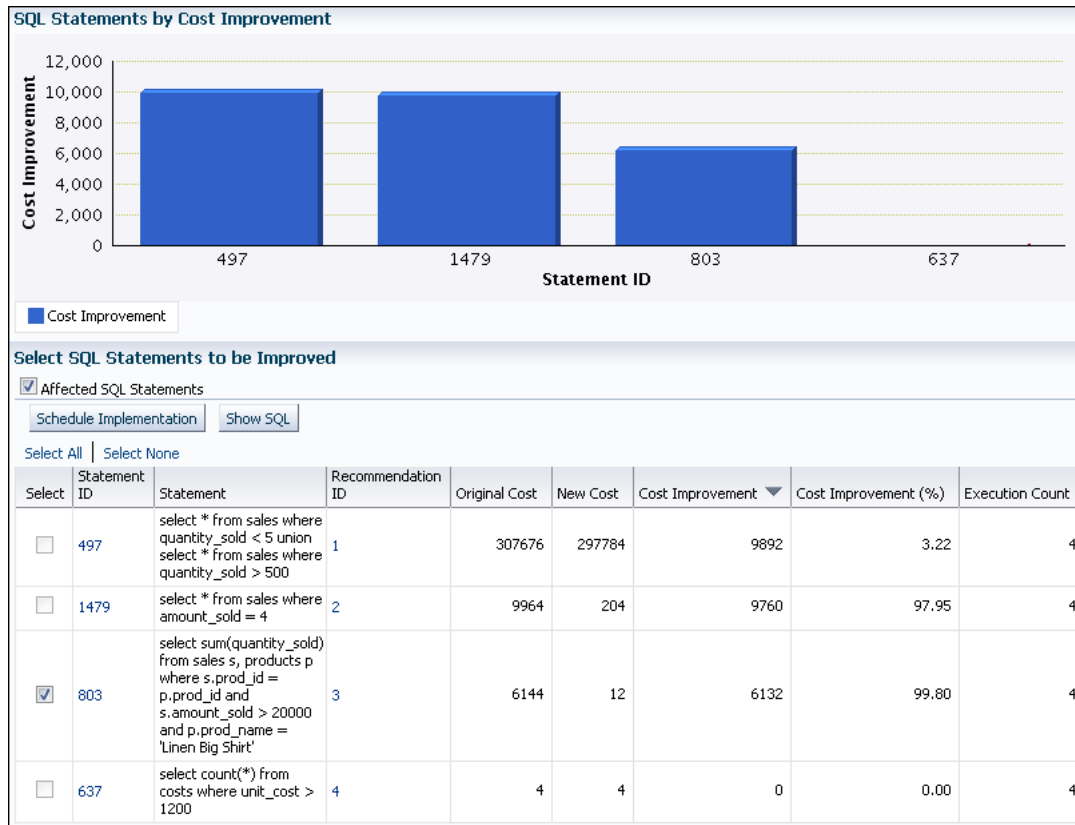 SQL Statements by Cost Improvement
12,000
10,000
8,000
6,000
4,000
2,000
0
Cost Improvement
497 1479 803 637
Statement ID
Cost Improvement
Select SQL Statements to be Improved
Affected SQL Statements
Schedule Implementation Show SQL
Select All | Select None
Select Statement ID Statement Recommendation ID Original Cost New Cost Cost Improvement Cost Improvement (%) Execution Count
select * from sales where
quantity_sold < 5 union
497 select * from sales where 1 307676 297784 9892 3.22 4
quantity_sold > 500
1479 select * from sales where 2 9964 204 9760 97.95 4
amount_sold = 4
select sum(quantity_sold)
from sales s, products p
where s.prod_id =
803 p.prod_id and 3 6144 12 6132 99.80 4
s.amount_sold > 20000
and p.prod_name =
'Linen Big Shirt'
select count(*) from
637 costs where unit_cost > 4 4 4 0 0.00 4
1200